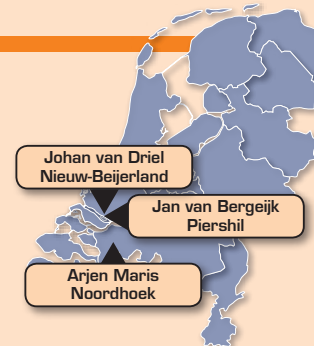 Johan van Driel
Nieuw-Beijerland
Jan van Bergeijk
Piershil
Arjen Maris
Noordhoek